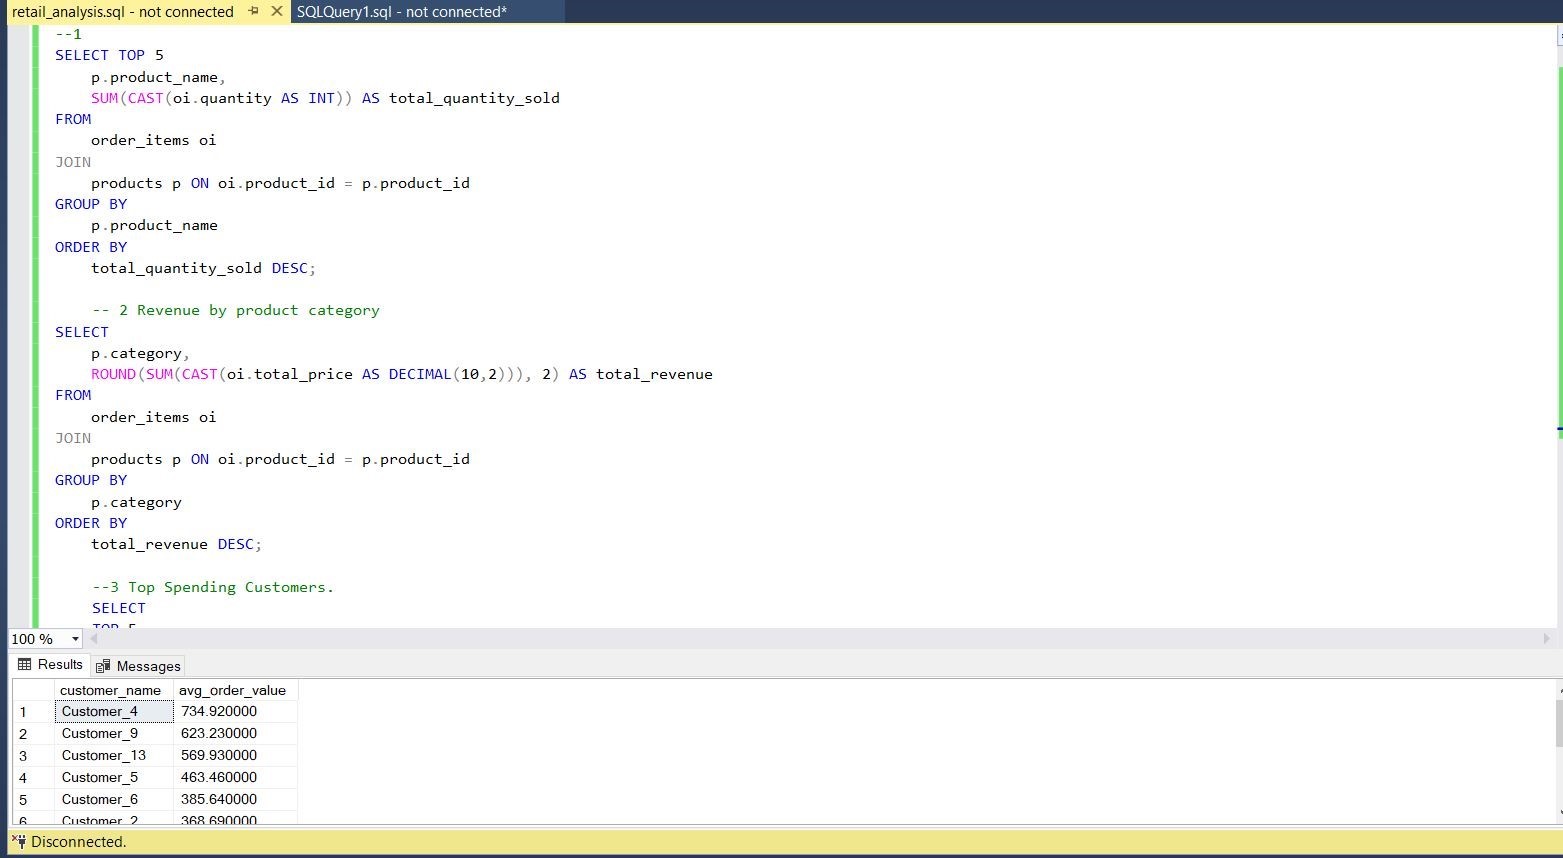 retail_analysis.sql - not connected SQLQuery1.sql - not connected*
--1
SELECT TOP 5
p.product_name,
SUM(CAST(oi.quantity AS INT)) AS total_quantity_sold
FROM
order_items oi
JOIN
products p ON oi.product_id = p.product_id
GROUP BY
p.product_name
ORDER BY
total_quantity_sold DESC;
-- 2 Revenue by product category
SELECT
p.category,
ROUND(SUM(CAST(oi.total_price AS DECIMAL(10,2))), 2) AS total_revenue
FROM
order_items oi
JOIN
products p ON oi.product_id = p.product_id
GROUP BY
p.category
ORDER BY
total_revenue DESC;
--3 Top Spending Customers.
SELECT
TOP 5
100 %
Results Messages
customer_name avg_order_value
1 Customer_4 734.920000
2 Customer_9 623.230000
3 Customer_13 569.930000
4 Customer_5 463.460000
5 Customer_6 385.640000
6 Customer_2 368.690000
Disconnected.